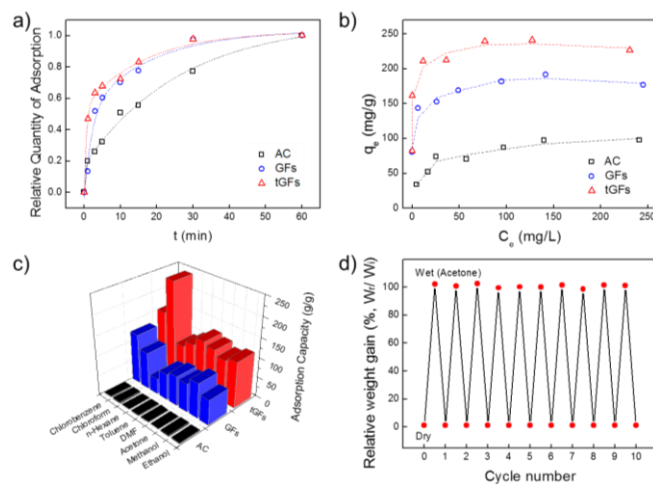 a)
Relative Quantity of Adsorption
1.0
0.8
0.6
0.4
0.2
0.0
0 10 20 30 40 50 60
t (min)
AC
GFs
tGFs
b)
q_e (mg/g)
300
250
200
150
100
50
0
0 50 100 150 200 250
C_e (mg/L)
AC
GFs
tGFs
c)
Adsorption Capacity (g/g)
250
200
150
100
50
0
tGFs
GFs
AC
Chlorobenzene
Chloroform
n-Hexane
Toluene
DMF
Acetone
Methanol
Ethanol
d)
Relative weight gain (%, Wf/ Wi)
120
100
80
60
40
20
0
Wet (Acetone)
Dry
0 1 2 3 4 5 6 7 8 9 10
Cycle number